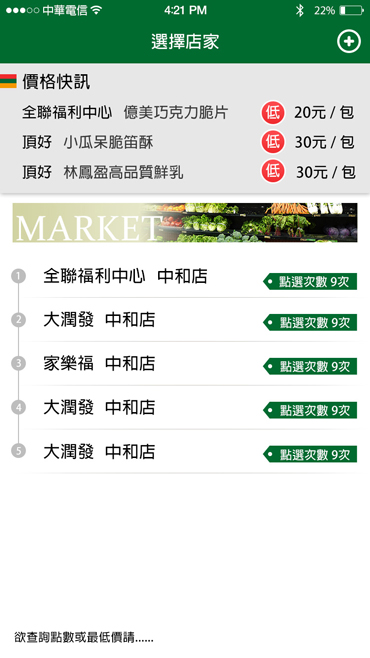 中華電信 4:21 PM 22%
選擇店家
價格快訊
全聯福利中心 億美巧克力脆片 低 20元 / 包
頂好 小瓜呆脆笛酥 低 30元 / 包
頂好 林鳳盈高品質鮮乳 低 30元 / 包
MARKET
1 全聯福利中心 中和店 點選次數 9次
2 大潤發 中和店 點選次數 9次
3 家樂福 中和店 點選次數 9次
4 大潤發 中和店 點選次數 9次
5 大潤發 中和店 點選次數 9次
欲查詢點數或最低價請......